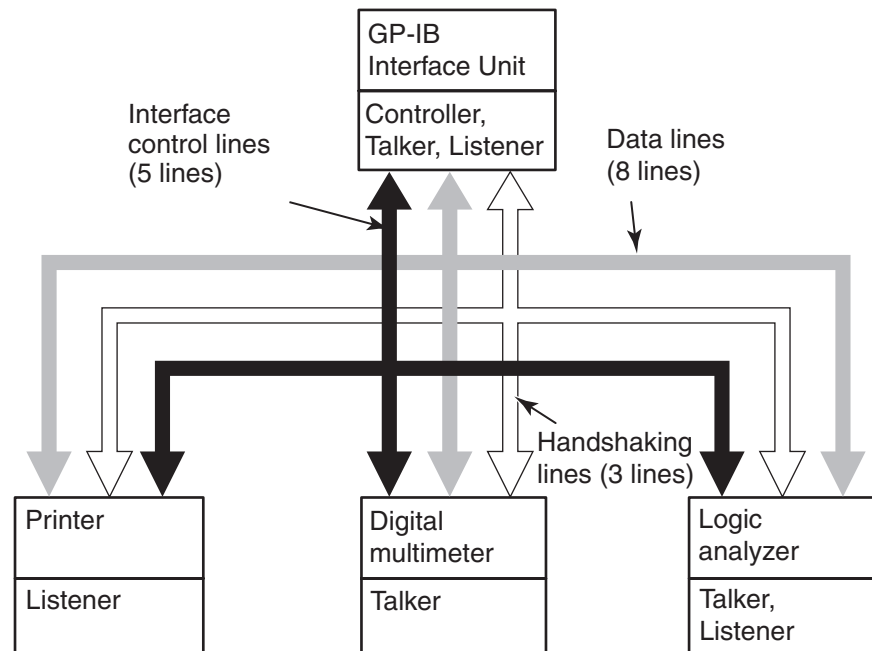 GP-IB
Interface Unit
Controller,
Talker, Listener
Interface
control lines
(5 lines)
Data lines
(8 lines)
Handshaking
lines (3 lines)
Printer
Listener
Digital
multimeter
Talker
Logic
analyzer
Talker,
Listener